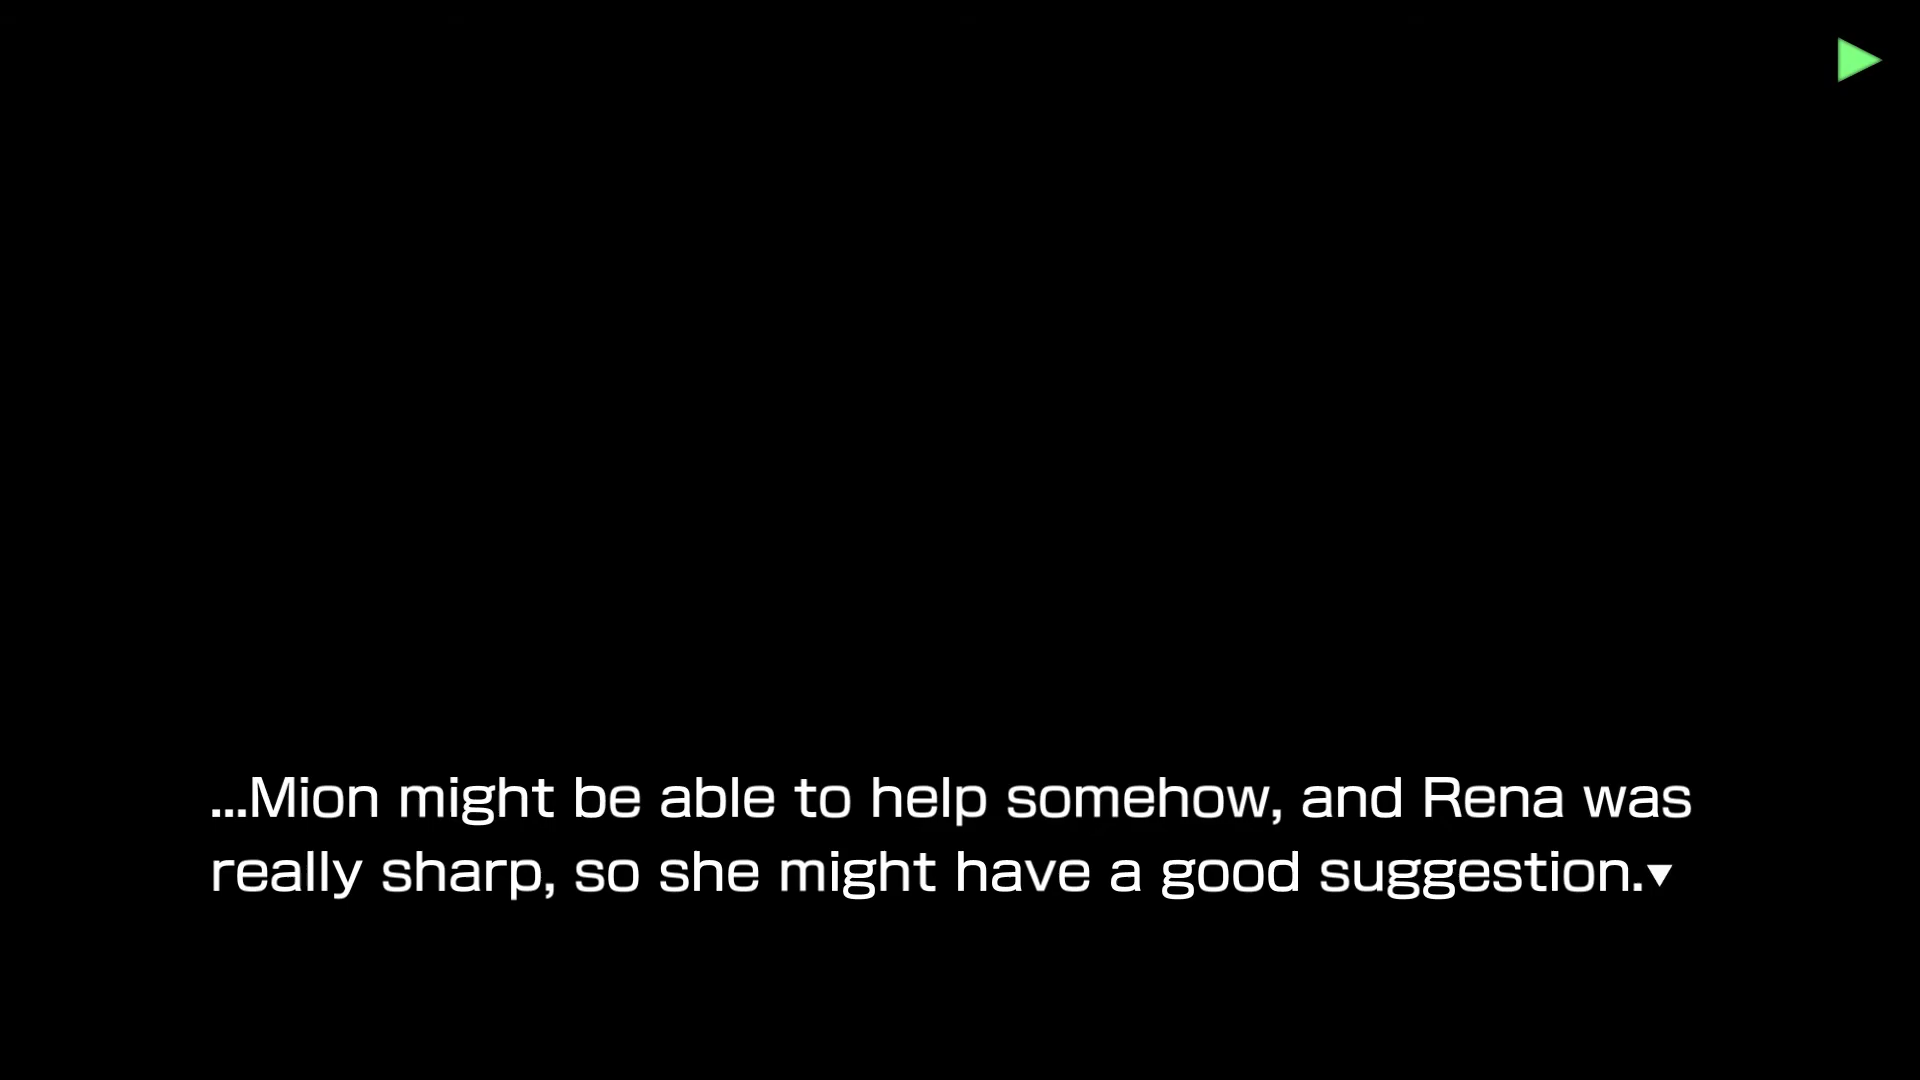 ...Mion might be able to help somehow, and Rena was
really sharp, so she might have a good suggestion.